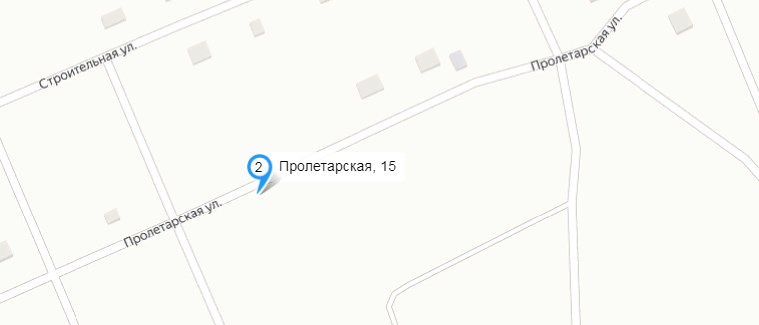 Строительная ул.
Пролетарская ул.
2 Пролетарская, 15
Пролетарская ул.